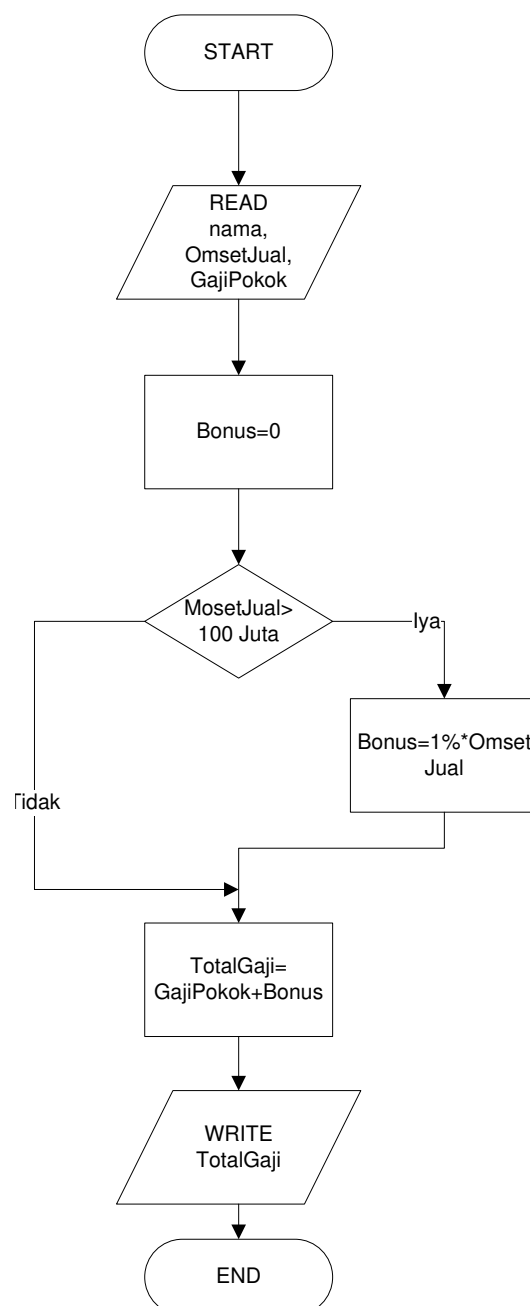 START
READ
nama,
OmsetJual,
GajiPokok
Bonus=0
MosetJual>
100 Juta
Iya
Bonus=1%*Omset
Jual
Tidak
TotalGaji=
GajiPokok+Bonus
WRITE
TotalGaji
END